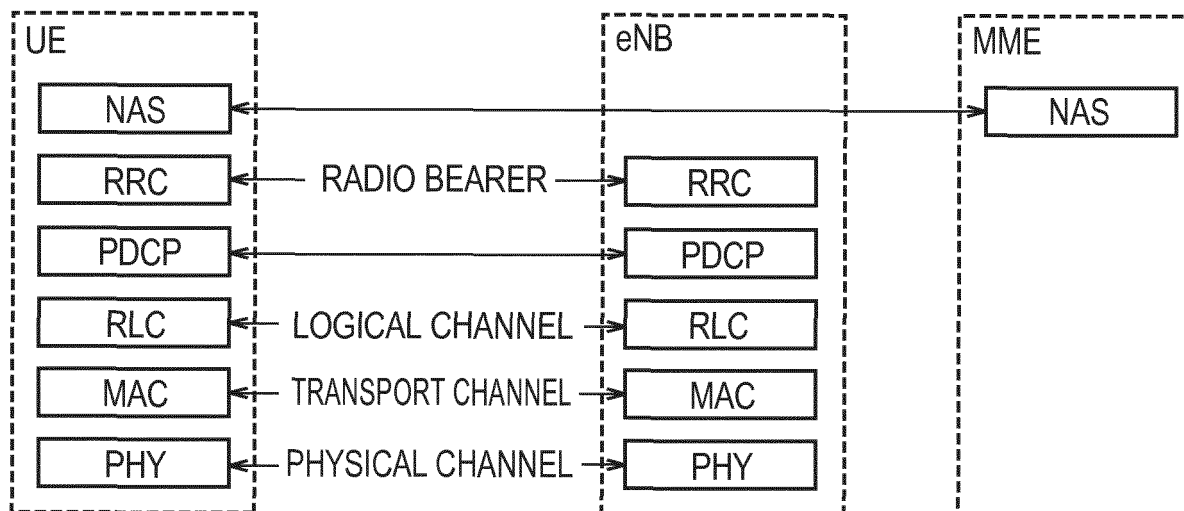 UE
eNB
MME
NAS
NAS
RRC
RADIO BEARER
RRC
PDCP
PDCP
RLC
LOGICAL CHANNEL
RLC
MAC
TRANSPORT CHANNEL
MAC
PHY
PHYSICAL CHANNEL
PHY